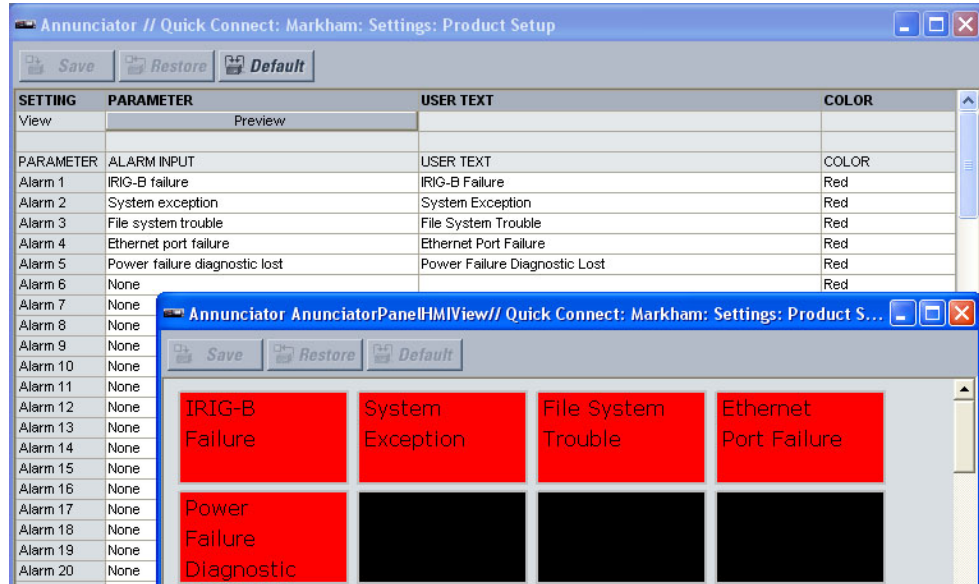 Annunciator // Quick Connect: Markham: Settings: Product Setup
Save Restore Default
SETTING PARAMETER USER TEXT COLOR
View Preview
PARAMETER ALARM INPUT USER TEXT COLOR
Alarm 1 IRIG-B failure IRIG-B Failure Red
Alarm 2 System exception System Exception Red
Alarm 3 File system trouble File System Trouble Red
Alarm 4 Ethernet port failure Ethernet Port Failure Red
Alarm 5 Power failure diagnostic lost Power Failure Diagnostic Lost Red
Alarm 6 None Red
Alarm 7 None
Alarm 8 None
Alarm 9 None
Alarm 10 None
Alarm 11 None
Alarm 12 None
Alarm 13 None
Alarm 14 None
Alarm 15 None
Alarm 16 None
Alarm 17 None
Alarm 18 None
Alarm 19 None
Alarm 20 None
Annunciator AnunciatorPanelHMIView// Quick Connect: Markham: Settings: Product S...
Save Restore Default
IRIG-B
Failure
System
Exception
File System
Trouble
Ethernet
Port Failure
Power
Failure
Diagnostic